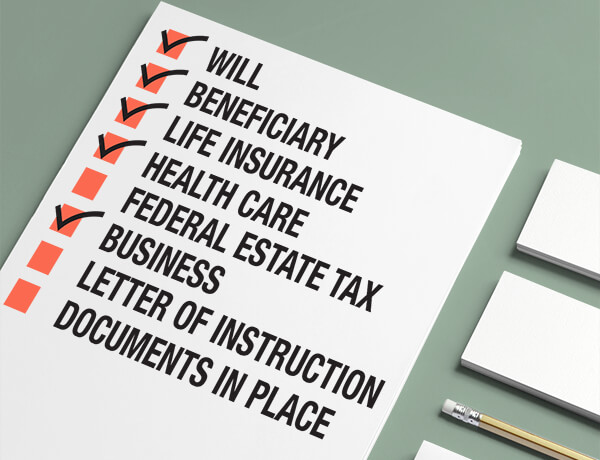 WILL
BENEFICIARY
LIFE INSURANCE
HEALTH CARE
FEDERAL ESTATE TAX
BUSINESS
LETTER OF INSTRUCTION
DOCUMENTS IN PLACE